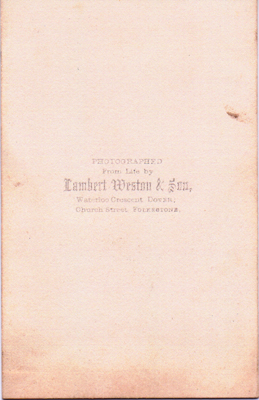 PHOTOGRAPHED
From Life by
Lambert Weston & Son,
Waterloo Crescent, DOVER;
Church Street, FOLKESTONE.